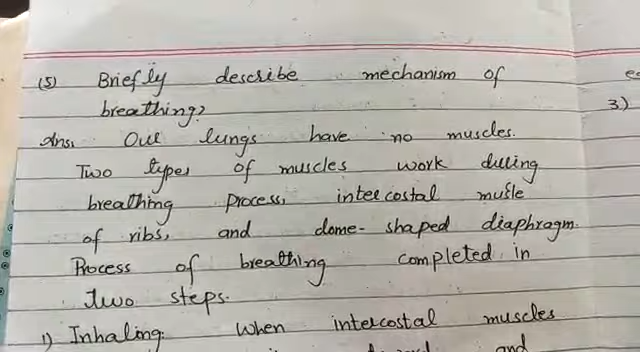 (5) Briefly describe mechanism of
breathing?
Ans. Our lungs have no muscles.
Two types of muscles work during
breathing process, intercostal musle
of ribs, and dome-shaped diaphragm.
Process of breathing completed in
two steps.
1) Inhaling: When intercostal muscles
and
3)